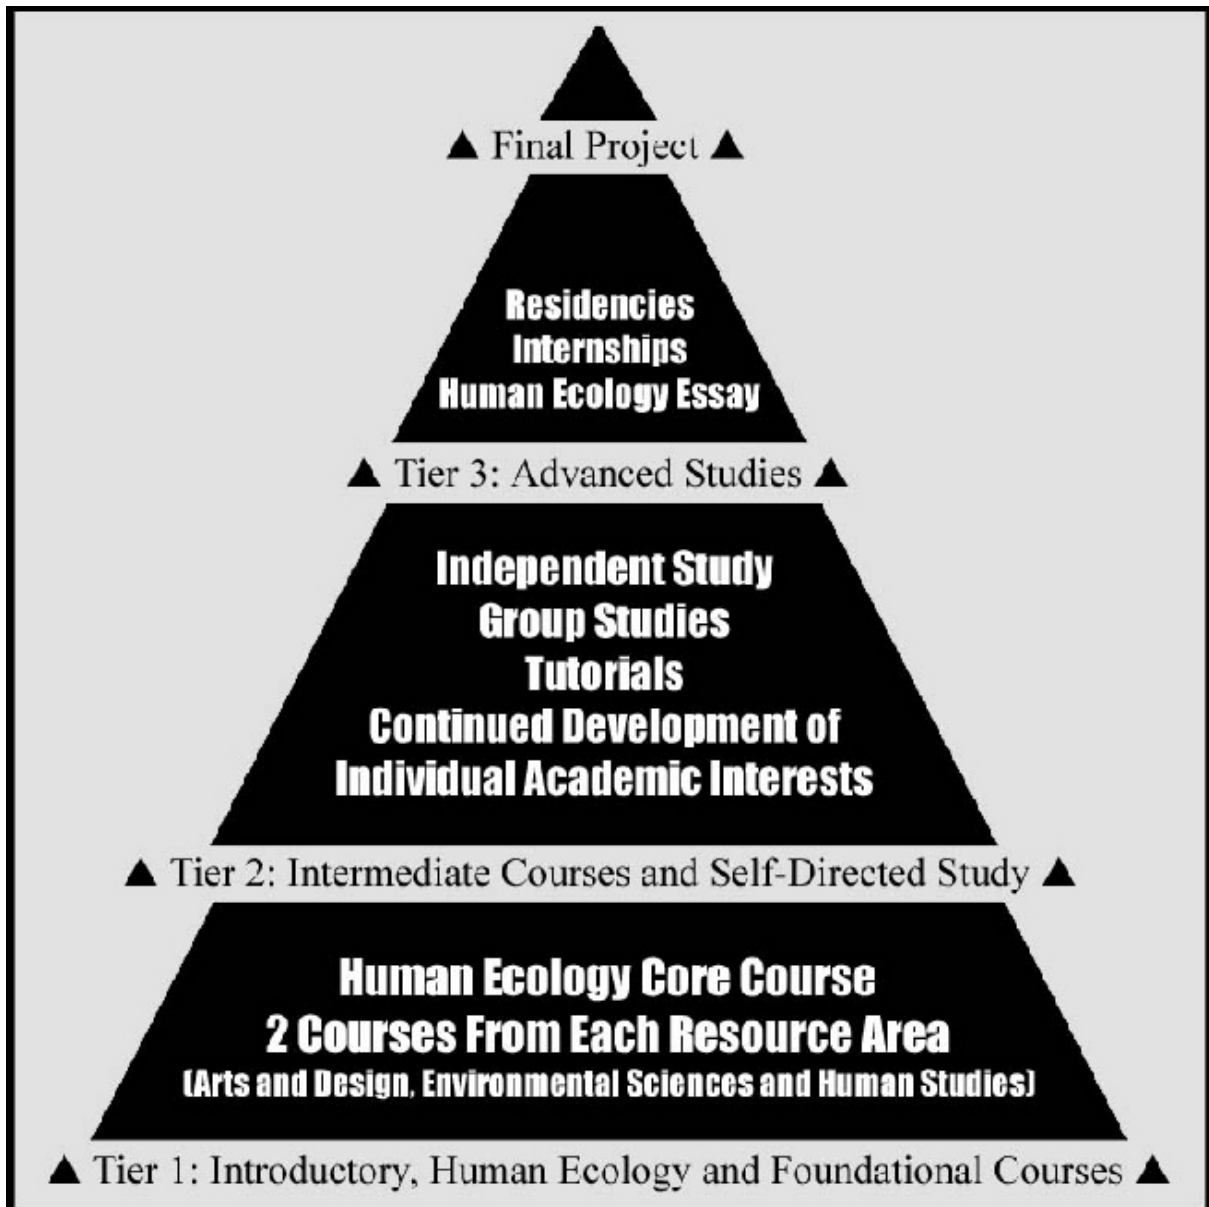 ▲ Final Project ▲
Residencies
Internships
Human Ecology Essay
▲ Tier 3: Advanced Studies ▲
Independent Study
Group Studies
Tutorials
Continued Development of
Individual Academic Interests
▲ Tier 2: Intermediate Courses and Self-Directed Study ▲
Human Ecology Core Course
2 Courses From Each Resource Area
(Arts and Design, Environmental Sciences and Human Studies)
▲ Tier 1: Introductory, Human Ecology and Foundational Courses ▲